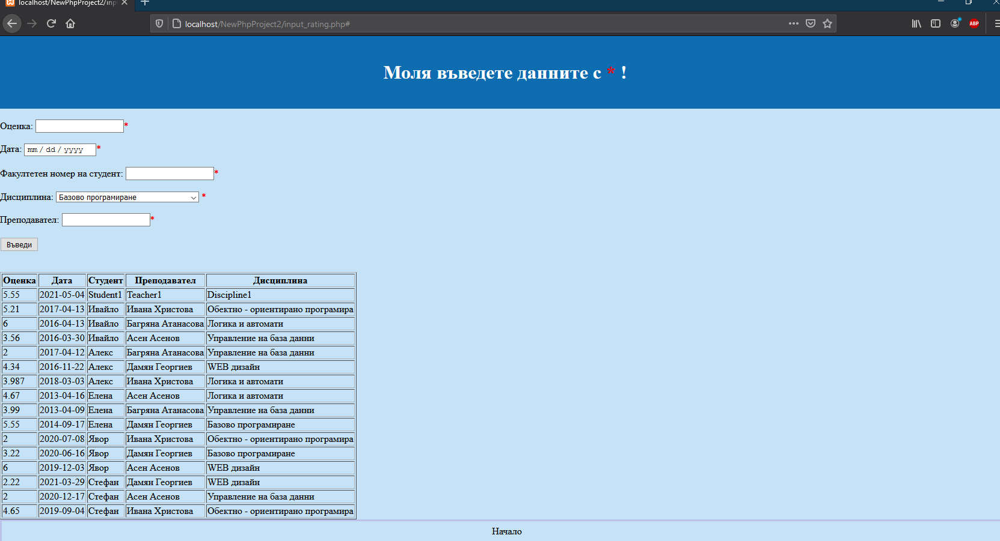 localhost/NewPhpProject2/inp
localhost/NewPhpProject2/input_rating.php#
ABP
Моля въведете данните с * !
Оценка: *
Дата: mm / dd / yyyy *
Факултетен номер на студент: *
Дисциплина: Базово програмиране *
Преподавател: *
Въведи
Оценка Дата Студент Преподавател Дисциплина
5.55 2021-05-04 Student1 Teacher1 Discipline1
5.21 2017-04-13 Ивайло Ивана Христова Обектно - ориентирано програмира
6 2016-04-13 Ивайло Багряна Атанасова Логика и автомати
3.56 2016-03-30 Ивайло Асен Асенов Управление на база данни
2 2017-04-12 Алекс Багряна Атанасова Управление на база данни
4.34 2016-11-22 Алекс Дамян Георгиев WEB дизайн
3.987 2018-03-03 Алекс Ивана Христова Логика и автомати
4.67 2013-04-16 Елена Асен Асенов Логика и автомати
3.99 2013-04-09 Елена Багряна Атанасова Управление на база данни
5.55 2014-09-17 Елена Дамян Георгиев Базово програмиране
2 2020-07-08 Явор Ивана Христова Обектно - ориентирано програмира
3.22 2020-06-16 Явор Дамян Георгиев Базово програмиране
6 2019-12-03 Явор Асен Асенов WEB дизайн
2.22 2021-03-29 Стефан Дамян Георгиев WEB дизайн
2 2020-12-17 Стефан Асен Асенов Управление на база данни
4.65 2019-09-04 Стефан Ивана Христова Обектно - ориентирано програмира
Начало